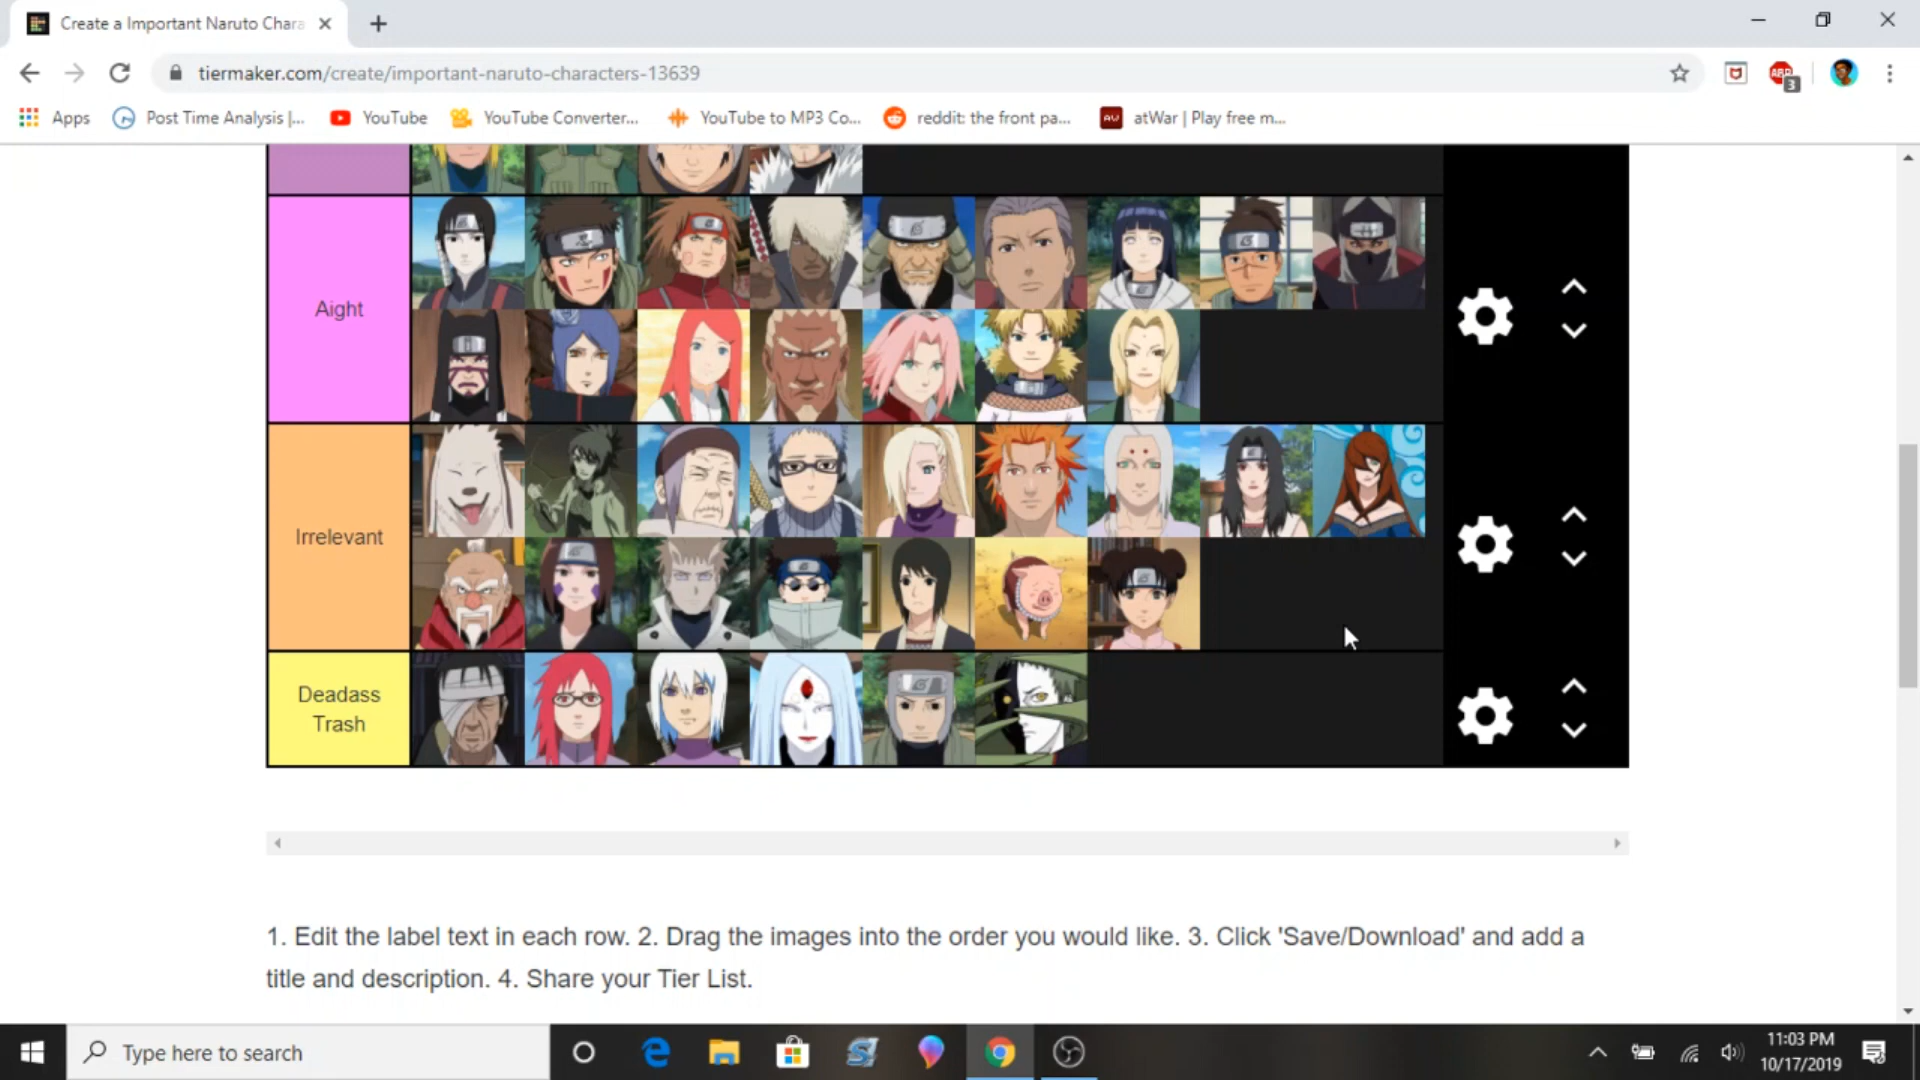 Create a Important Naruto Chara
tiermaker.com/create/important-naruto-characters-13639
ABP
3
Apps
Post Time Analysis |...
YouTube
YouTube Converter...
YouTube to MP3 Co...
reddit: the front pa...
AW
atWar | Play free m...
Aight
Irrelevant
Deadass
Trash
1. Edit the label text in each row. 2. Drag the images into the order you would like. 3. Click 'Save/Download' and add a
title and description. 4. Share your Tier List.
Type here to search
11:03 PM
10/17/2019